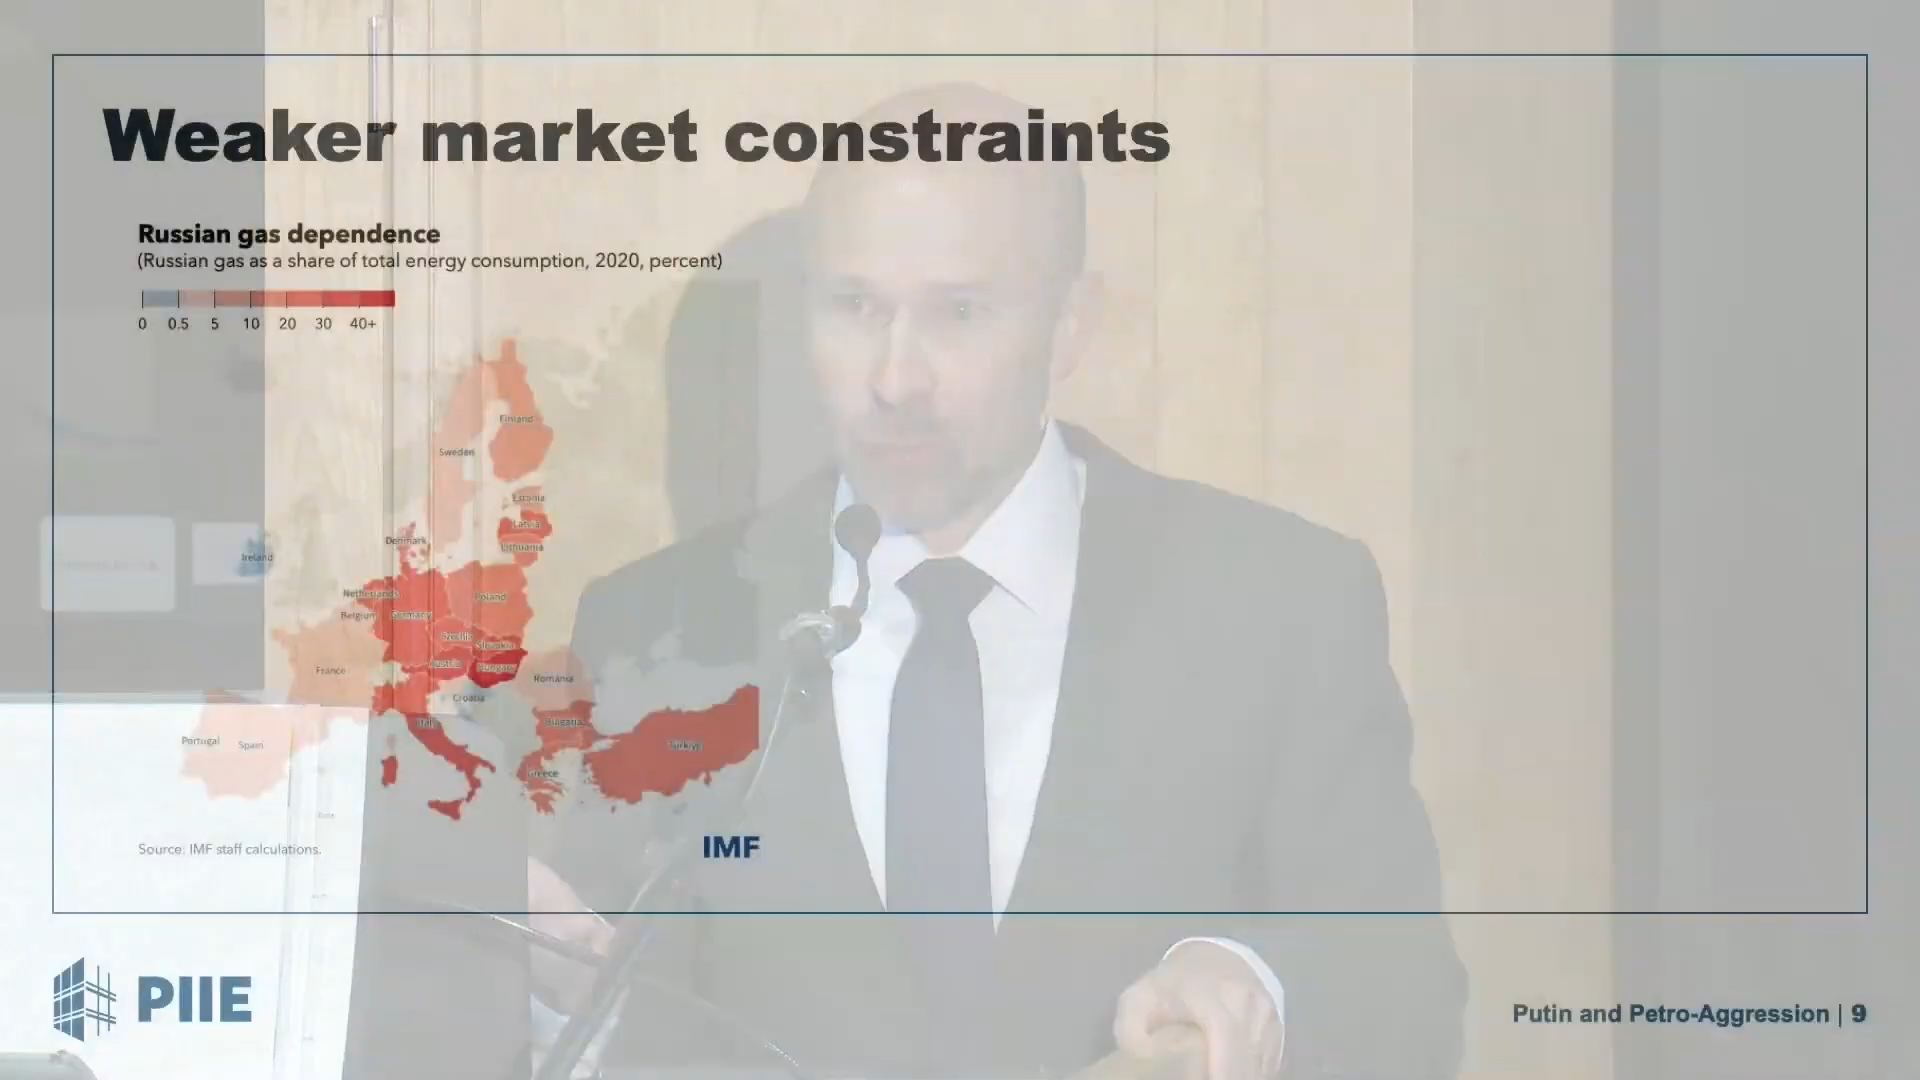 Weaker market constraints
Russian gas dependence
(Russian gas as a share of total energy consumption, 2020, percent)
0 0.5 5 10 20 30 40+
Finland
Sweden
Estonia
Latvia
Denmark
Lithuania
Ireland
Netherlands
Poland
Belgium
Germany
Czechia
Slovakia
Austria
Hungary
France
Romania
Croatia
Italy
Bulgaria
Portugal
Spain
Türkiye
Greece
Source: IMF staff calculations.
IMF
PIIE
Putin and Petro-Aggression | 9